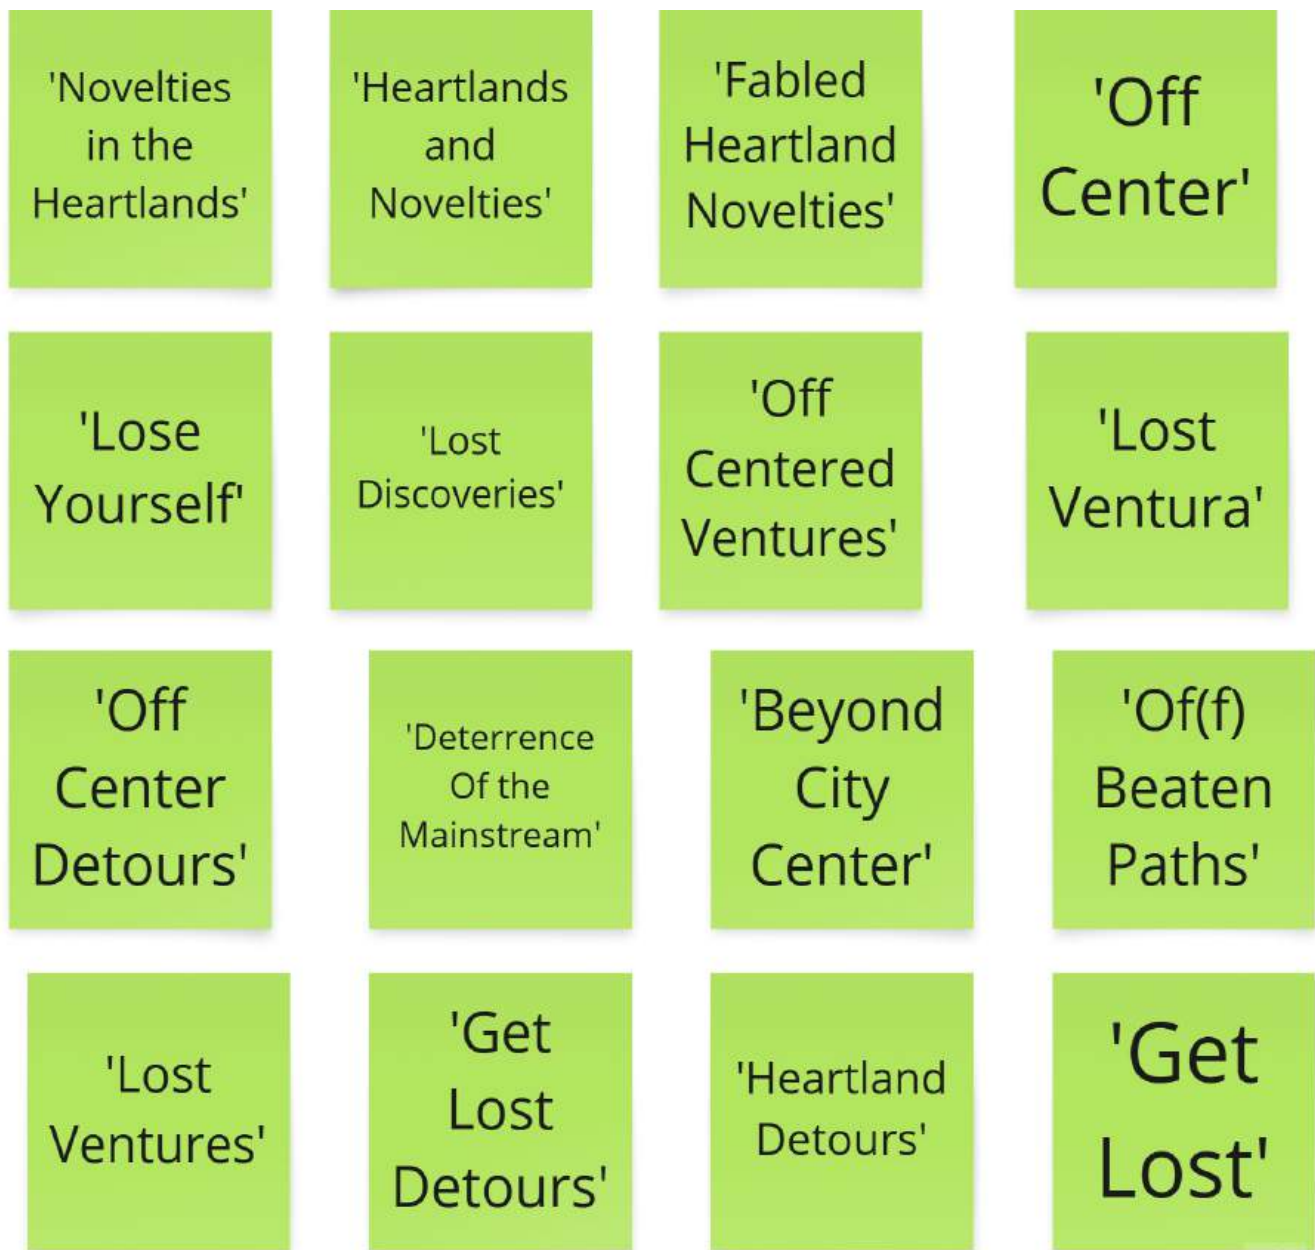 'Novelties
in the
Heartlands'
'Heartlands
and
Novelties'
'Fabled
Heartland
Novelties'
'Off
Center'
'Lose
Yourself'
'Lost
Discoveries'
'Off
Centered
Ventures'
'Lost
Ventura'
'Off
Center
Detours'
'Deterrence
Of the
Mainstream'
'Beyond
City
Center'
'Of(f)
Beaten
Paths'
'Lost
Ventures'
'Get
Lost
Detours'
'Heartland
Detours'
'Get
Lost'